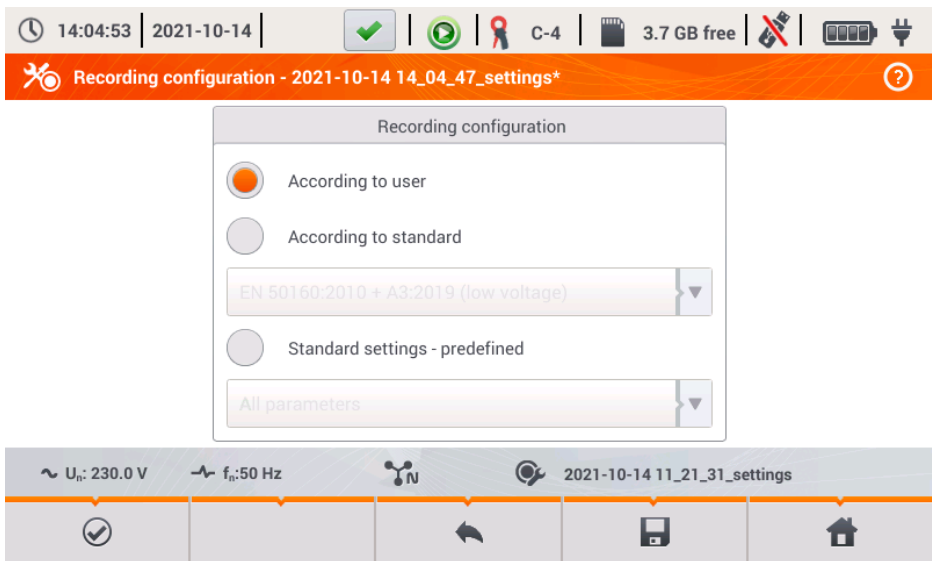 14:04:53 2021-10-14 C-4 3.7 GB free
Recording configuration - 2021-10-14 14_04_47_settings* ?
Recording configuration
According to user
According to standard
EN 50160:2010 + A3:2019 (low voltage)
Standard settings - predefined
All parameters
Un: 230.0 V fn:50 Hz N 2021-10-14 11_21_31_settings